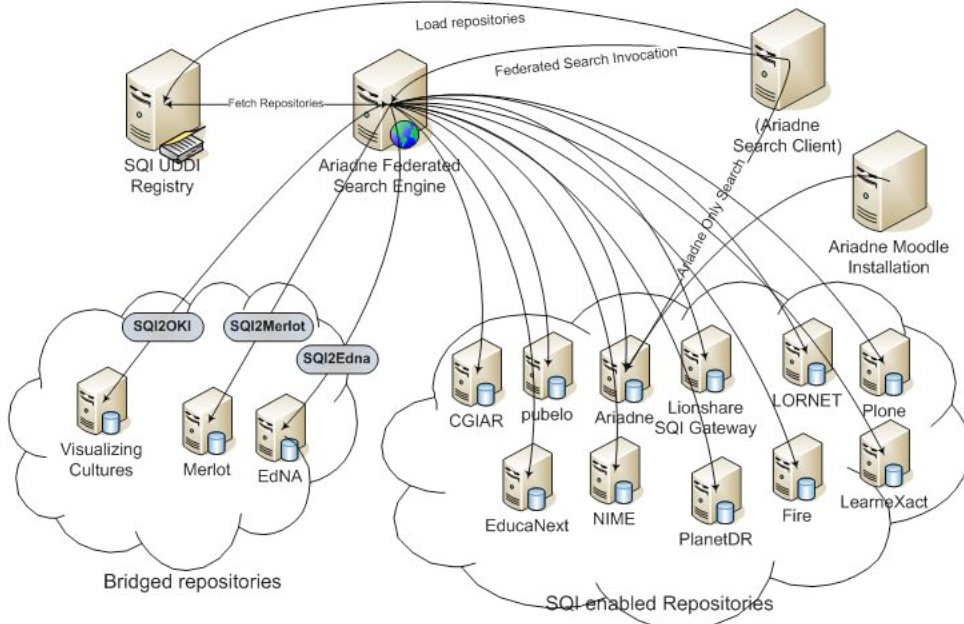 Load repositories
Federated Search Invocation
Fetch Repositories
SQI UDDI
Registry
Ariadne Federated
Search Engine
(Ariadne
Search Client)
Ariadne Only Search
Ariadne Moodle
Installation
SQI2OKI
SQI2Merlot
SQI2Edna
Visualizing
Cultures
Merlot
EdNA
Bridged repositories
CGIAR
pubelo
Ariadne
Lionshare
SQI Gateway
LORNET
Plone
EducaNext
NIME
PlanetDR
Fire
LearneXact
SQI enabled Repositories